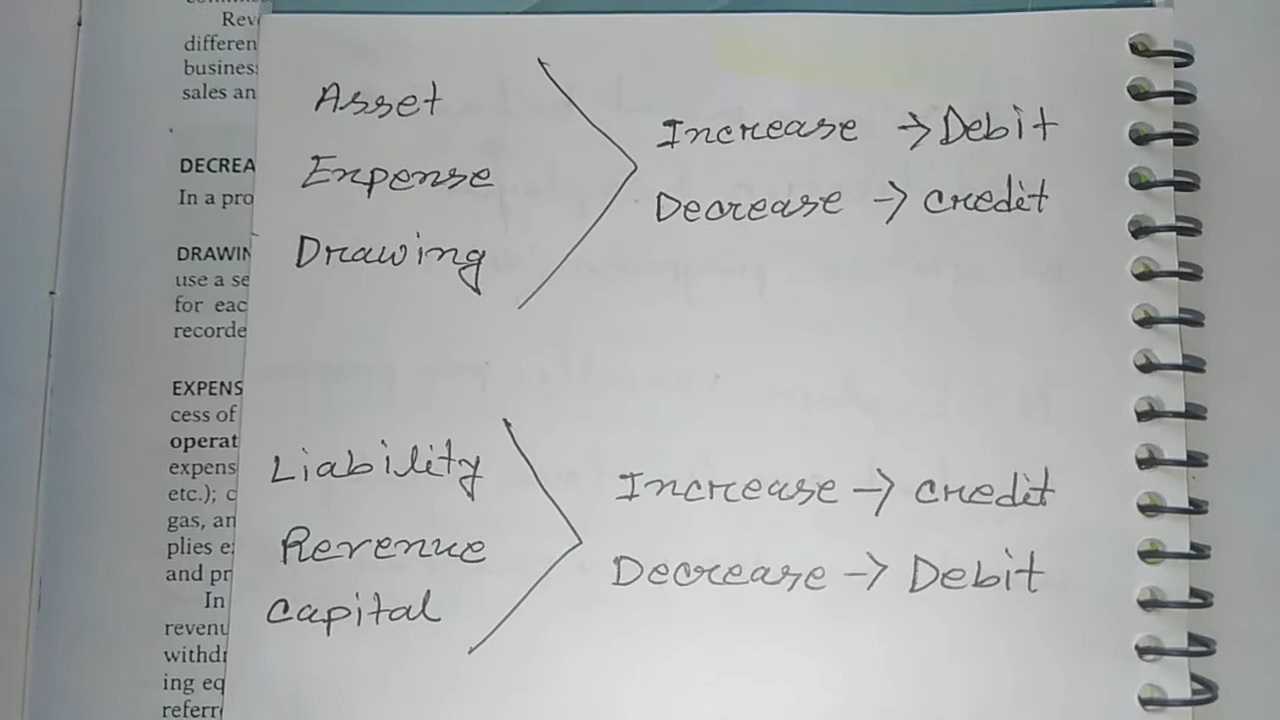 Rev
differen
busines
sales an
DECREA
In a pro
DRAWIN
use a se
for eac
recorde
EXPENS
cess of
operat
expens
etc.); c
gas, an
plies e
and pr
In
revenu
withdr
ing eq
referr
Asset
Expense
Drawing
Increase → Debit
Decrease → credit
Liability
Revenue
Capital
Increase → credit
Decrease → Debit